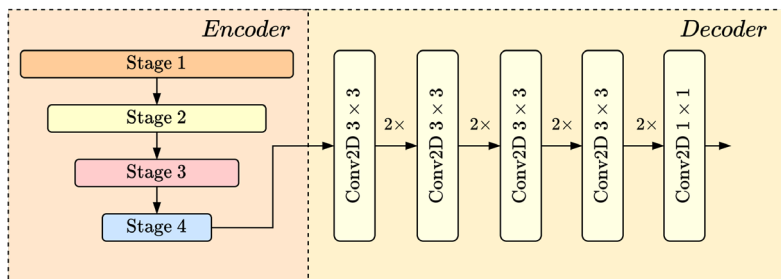 Encoder
Decoder
Stage 1
Stage 2
Stage 3
Stage 4
Conv2D 3 × 3
2×
Conv2D 3 × 3
2×
Conv2D 3 × 3
2×
Conv2D 3 × 3
2×
Conv2D 1 × 1